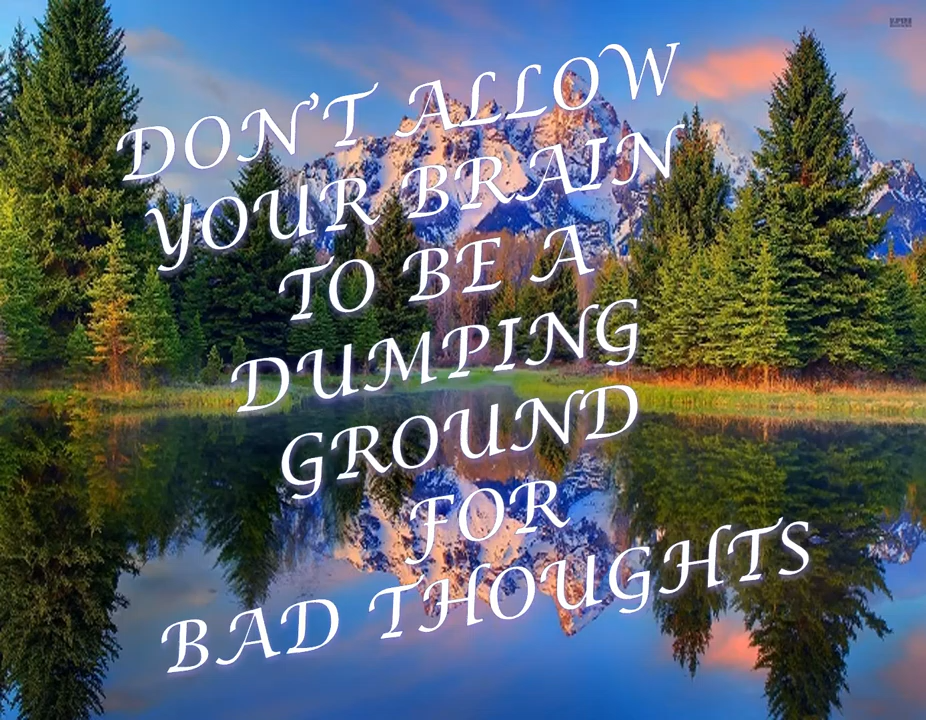 DON'T ALLOW
YOUR BRAIN
TO BE A
DUMPING
GROUND
FOR
BAD THOUGHTS